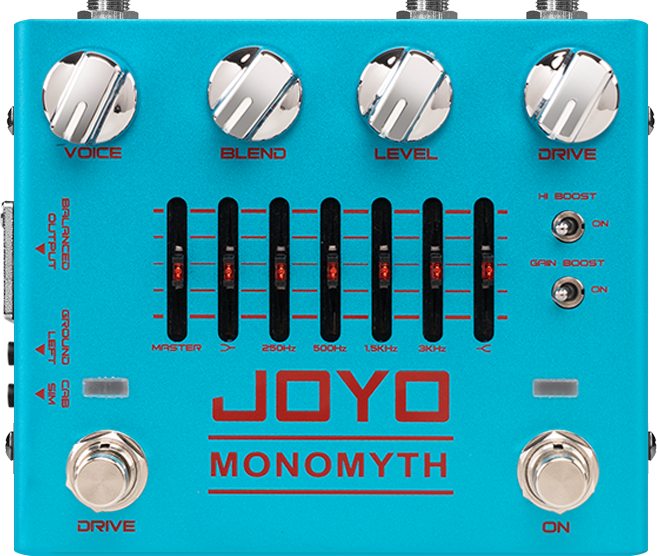 VOICE
BLEND
LEVEL
DRIVE
HI BOOST
ON
GAIN BOOST
ON
BALANCED
OUTPUT
MASTER
250Hz
500Hz
1.5KHz
3KHz
GROUND
LEFT
CAB
SIM
JOYO
MONOMYTH
DRIVE
ON